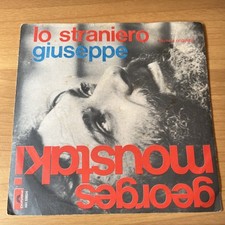 lo straniero
giuseppe
georges
moustaki